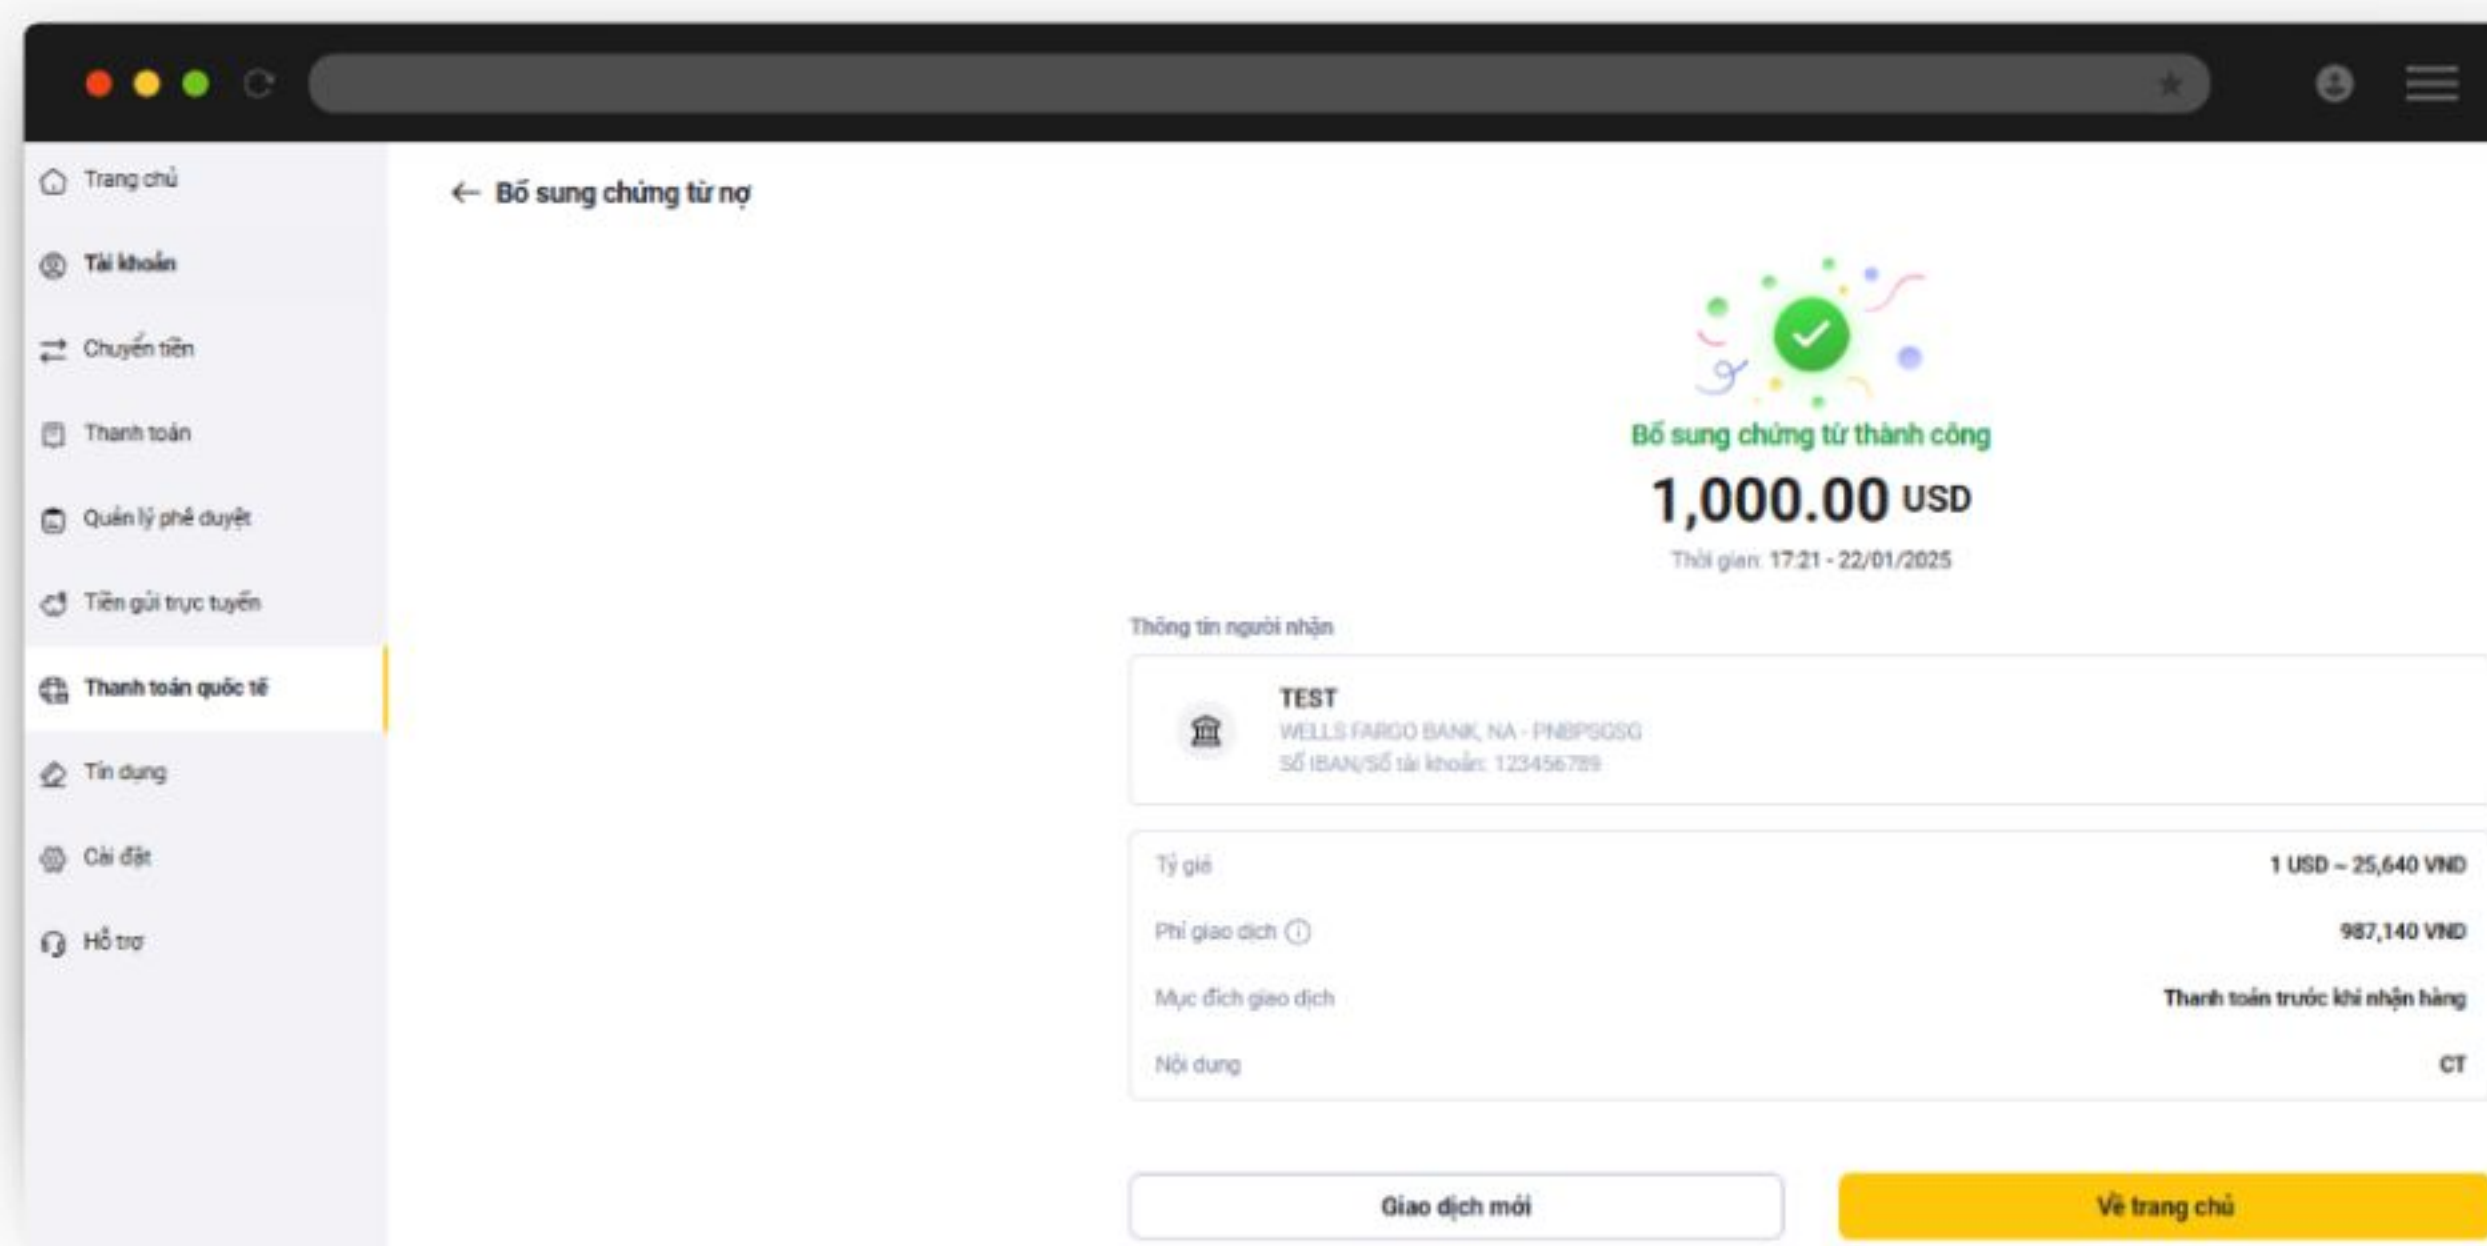 Trang chủ
Tài khoản
Chuyển tiền
Thanh toán
Quản lý phê duyệt
Tiền gửi trực tuyến
Thanh toán quốc tế
Tín dụng
Cài đặt
Hỗ trợ
Bổ sung chứng từ nợ
Bổ sung chứng từ thành công
1,000.00 USD
Thời gian: 17:21 - 22/01/2025
Thông tin người nhận
TEST
WELLS FARGO BANK, NA - PNBPSGSG
Số IBAN/Số tài khoản: 123456789
Tỷ giá 1 USD ~ 25,640 VND
Phí giao dịch 987,140 VND
Mục đích giao dịch Thanh toán trước khi nhận hàng
Nội dung CT
Giao dịch mới
Về trang chủ